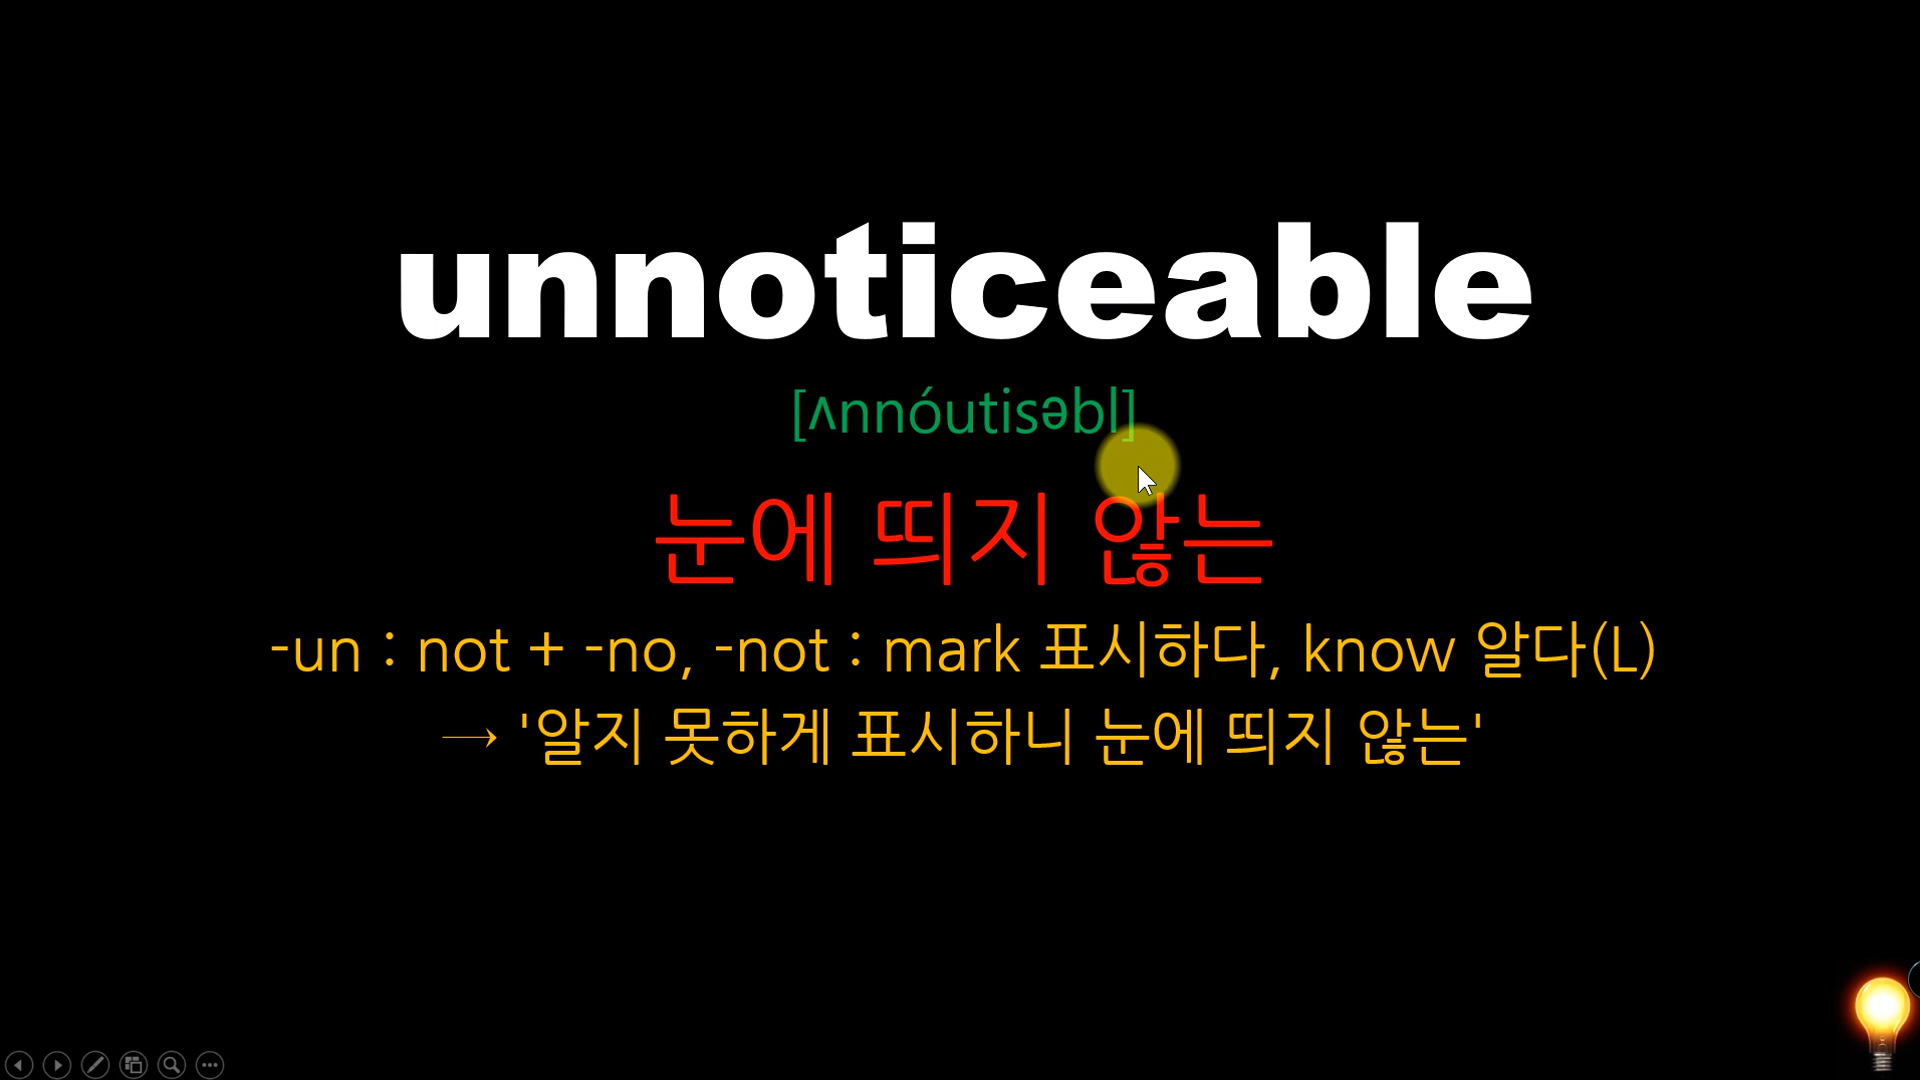 unnoticeable
[ʌnnóutisəbl]
눈에 띄지 않는
-un : not + -no, -not : mark 표시하다, know 알다(L)
→ '알지 못하게 표시하니 눈에 띄지 않는'